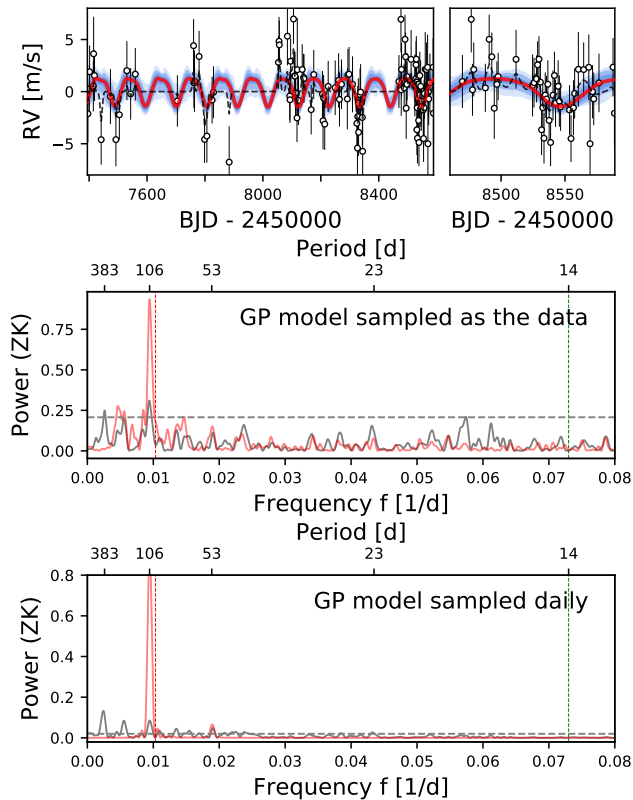 5
0
−5
RV [m/s]
7600 8000 8400
8500 8550
BJD - 2450000 BJD - 2450000
Period [d]
383 106 53 23 14
GP model sampled as the data
0.75
0.50
0.25
0.00
Power (ZK)
0.00 0.01 0.02 0.03 0.04 0.05 0.06 0.07 0.08
Frequency f [1/d]
Period [d]
383 106 53 23 14
GP model sampled daily
0.8
0.6
0.4
0.2
0.0
Power (ZK)
0.00 0.01 0.02 0.03 0.04 0.05 0.06 0.07 0.08
Frequency f [1/d]